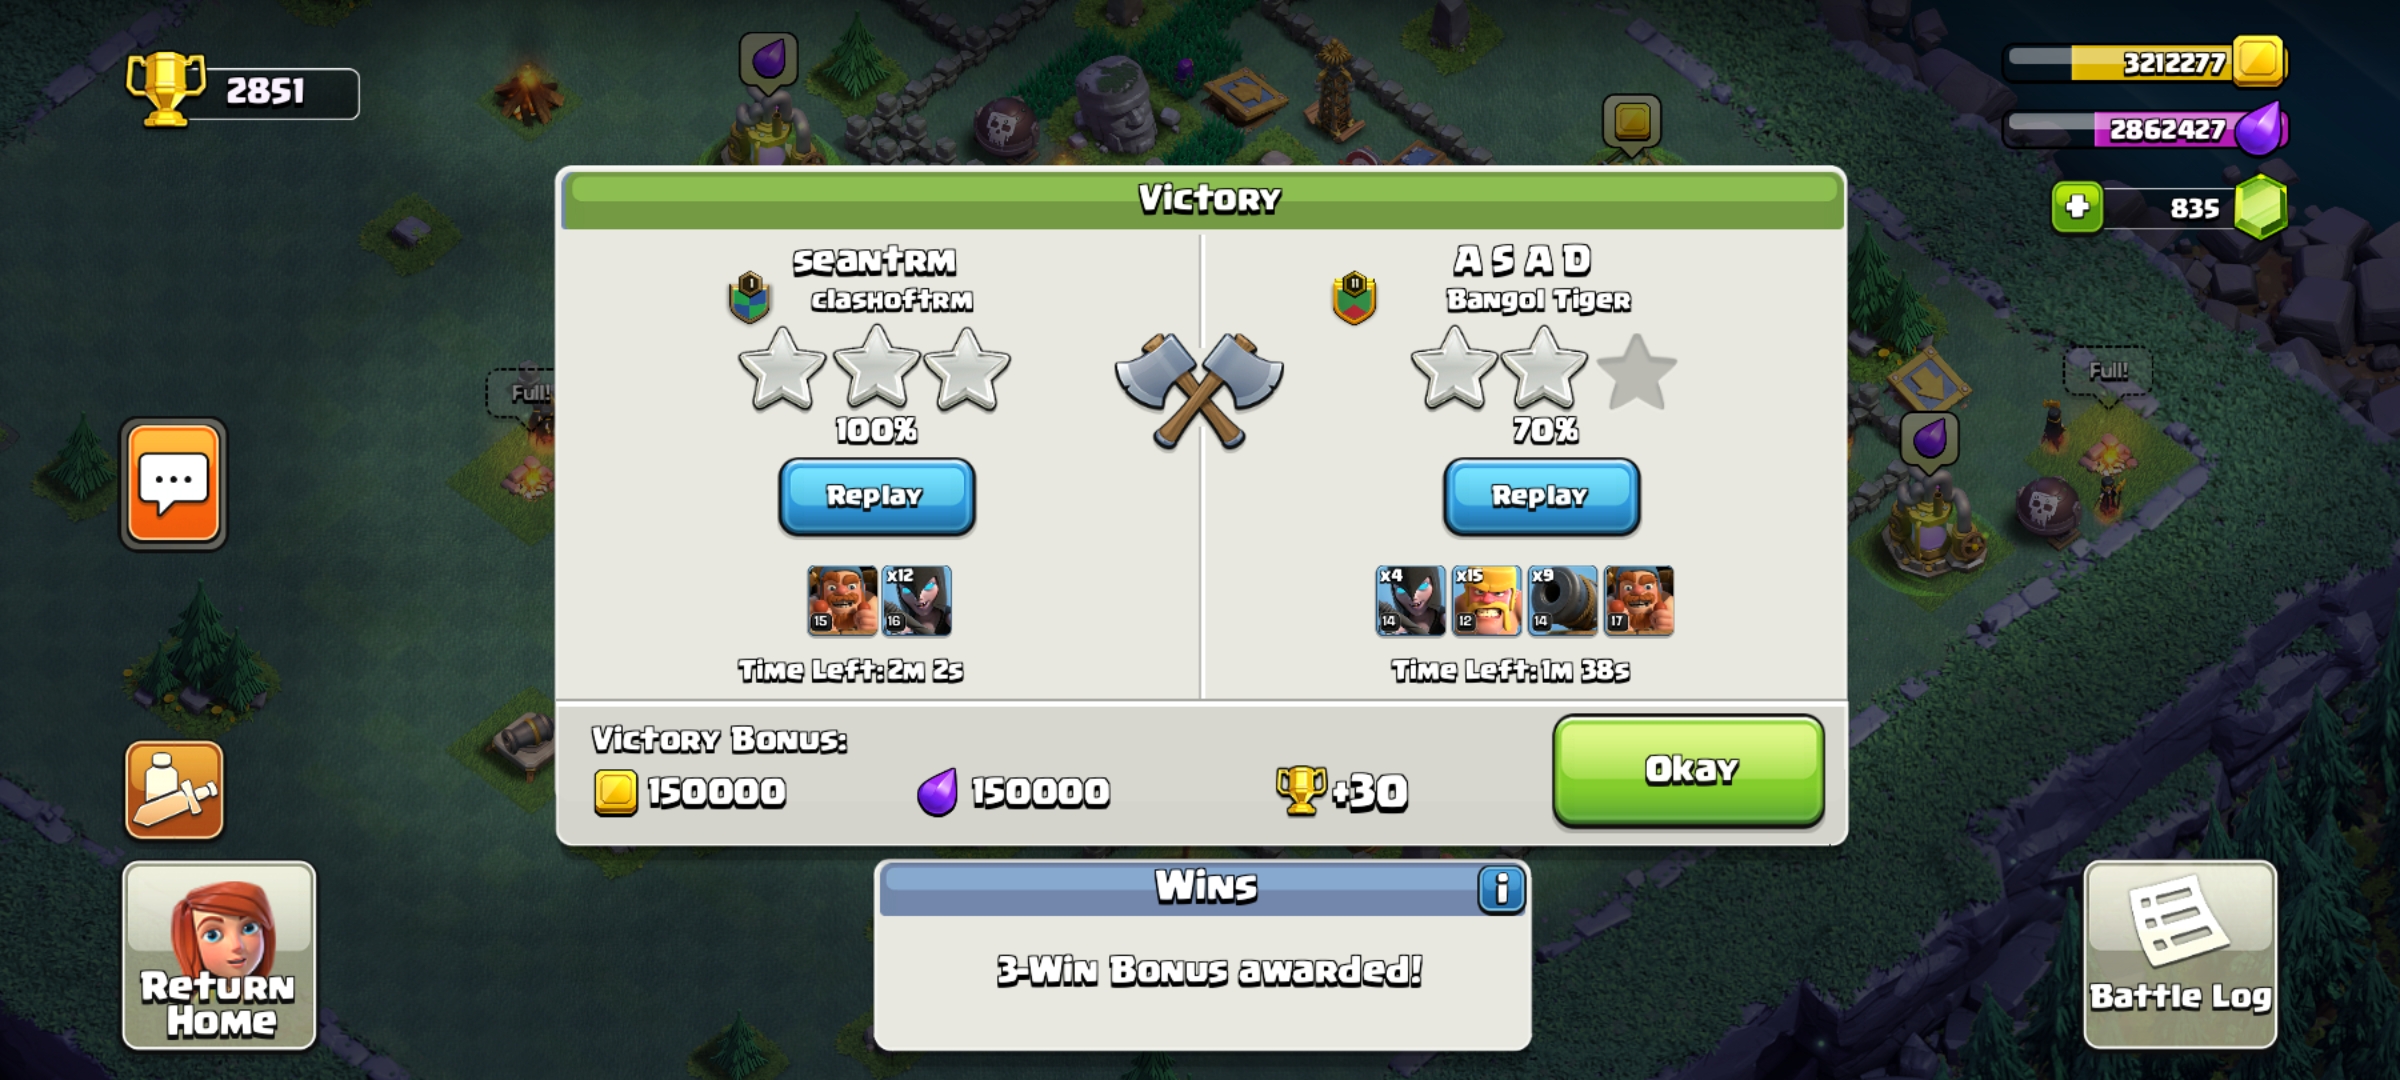 2851
3212277
2862427
835
Victory
seantrm
clashoftrm
1
100%
Replay
15
x12
16
Time Left: 2m 2s
A S A D
Bangol Tiger
11
70%
Replay
x4
14
x15
12
x9
14
17
Time Left: 1m 38s
Full!
Full!
Victory Bonus:
150000
150000
+30
Okay
Wins
i
3-Win Bonus awarded!
Return
Home
Battle Log